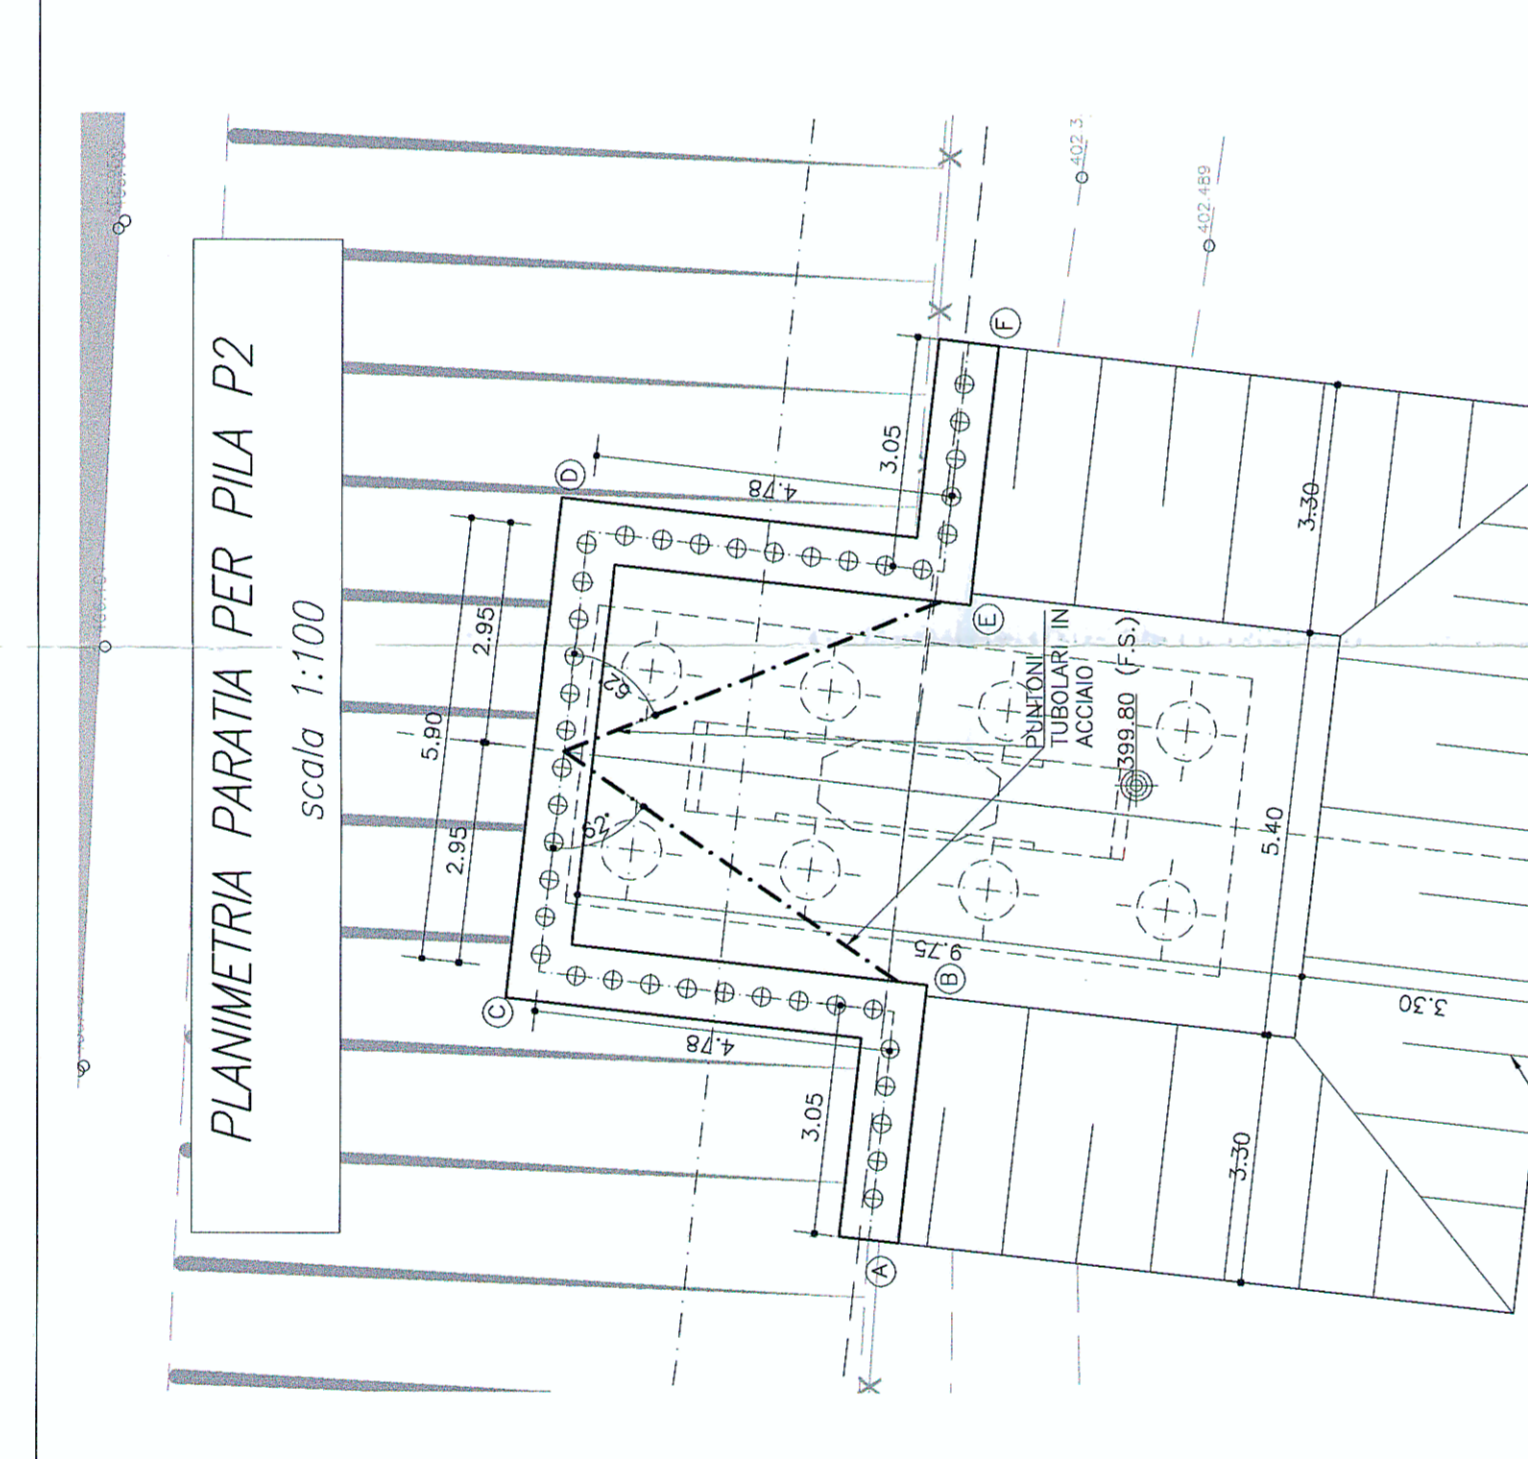 PLANIMETRIA PARATIA PER PILA P2
scala 1:100
5.90
2.95
2.95
D
C
4.78
4.78
3.05
3.05
62°
62°
F
E
B
A
402.3
402.489
PUNTONI
TUBOLARI IN
ACCIAIO
399.80 (F.S.)
9.75
5.40
3.30
3.30
3.30
X
X
X